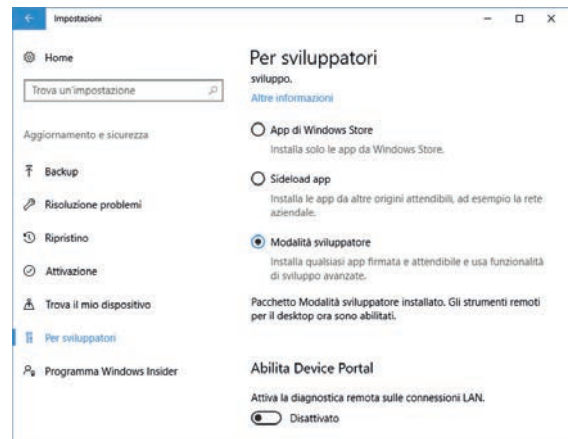 Impostazioni
Home
Trova un'impostazione
Aggiornamento e sicurezza
Backup
Risoluzione problemi
Ripristino
Attivazione
Trova il mio dispositivo
Per sviluppatori
Programma Windows Insider
Per sviluppatori
sviluppo.
Altre informazioni
App di Windows Store
Installa solo le app da Windows Store.
Sideload app
Installa le app da altre origini attendibili, ad esempio la rete
aziendale.
Modalità sviluppatore
Installa qualsiasi app firmata e attendibile e usa funzionalità
di sviluppo avanzate.
Pacchetto Modalità sviluppatore installato. Gli strumenti remoti
per il desktop ora sono abilitati.
Abilita Device Portal
Attiva la diagnostica remota sulle connessioni LAN.
Disattivato